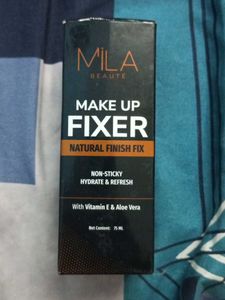 MiLA
BEAUTÉ
MAKE UP
FIXER
NATURAL FINISH FIX
NON-STICKY
HYDRATE & REFRESH
With Vitamin E & Aloe Vera
Net Content: 75 ML